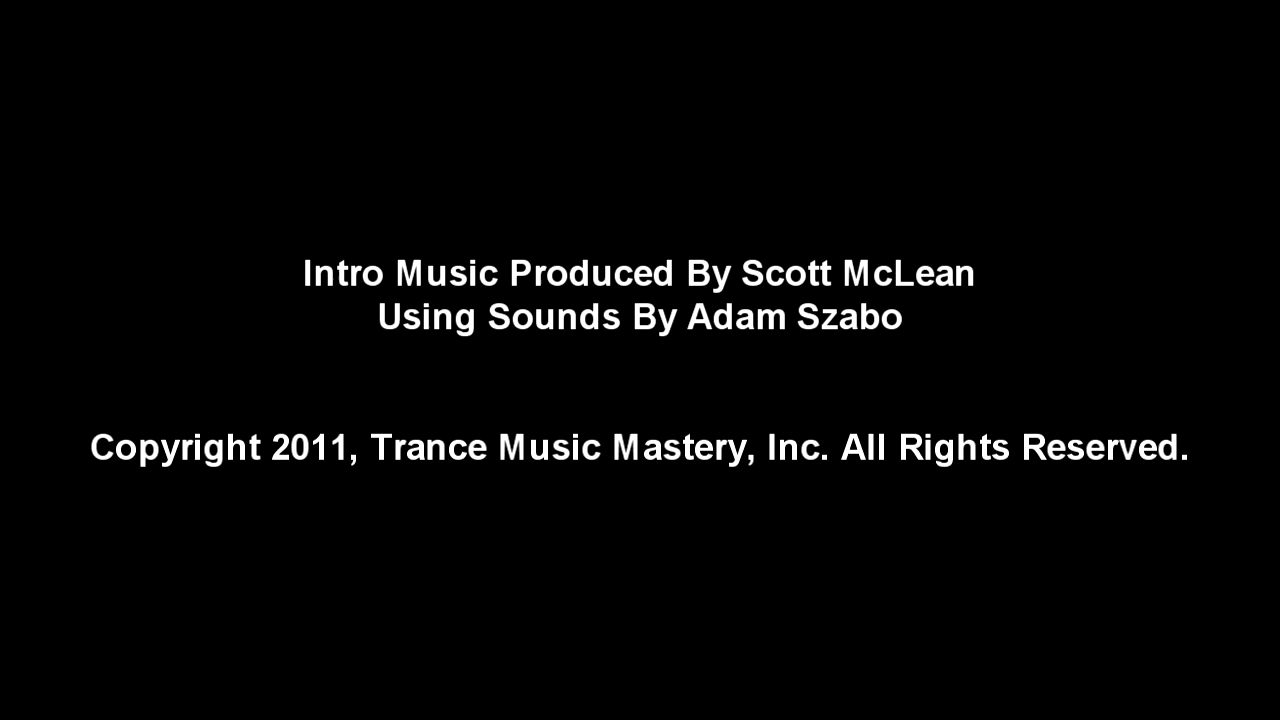 Intro Music Produced By Scott McLean
Using Sounds By Adam Szabo
Copyright 2011, Trance Music Mastery, Inc. All Rights Reserved.